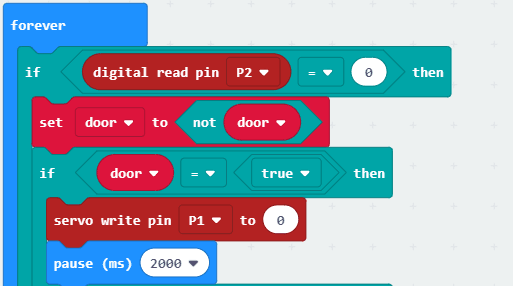 forever
if digital read pin P2 = 0 then
set door to not door
if door = true then
servo write pin P1 to 0
pause (ms) 2000